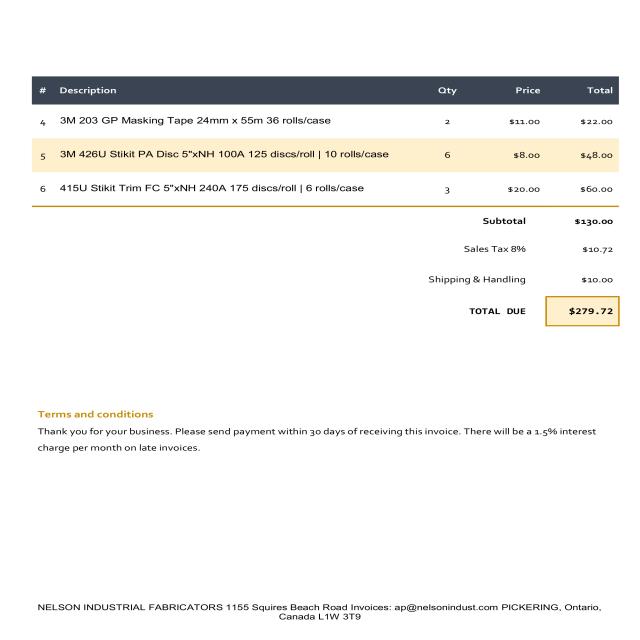 # Description Qty Price Total
4 3M 203 GP Masking Tape 24mm x 55m 36 rolls/case 2 $11.00 $22.00
5 3M 426U Stikit PA Disc 5"xNH 100A 125 discs/roll | 10 rolls/case 6 $8.00 $48.00
6 415U Stikit Trim FC 5"xNH 240A 175 discs/roll | 6 rolls/case 3 $20.00 $60.00
Subtotal $130.00
Sales Tax 8% $10.72
Shipping & Handling $10.00
TOTAL DUE $279.72
Terms and conditions
Thank you for your business. Please send payment within 30 days of receiving this invoice. There will be a 1.5% interest
charge per month on late invoices.
NELSON INDUSTRIAL FABRICATORS 1155 Squires Beach Road Invoices: ap@nelsonindust.com PICKERING, Ontario,
Canada L1W 3T9